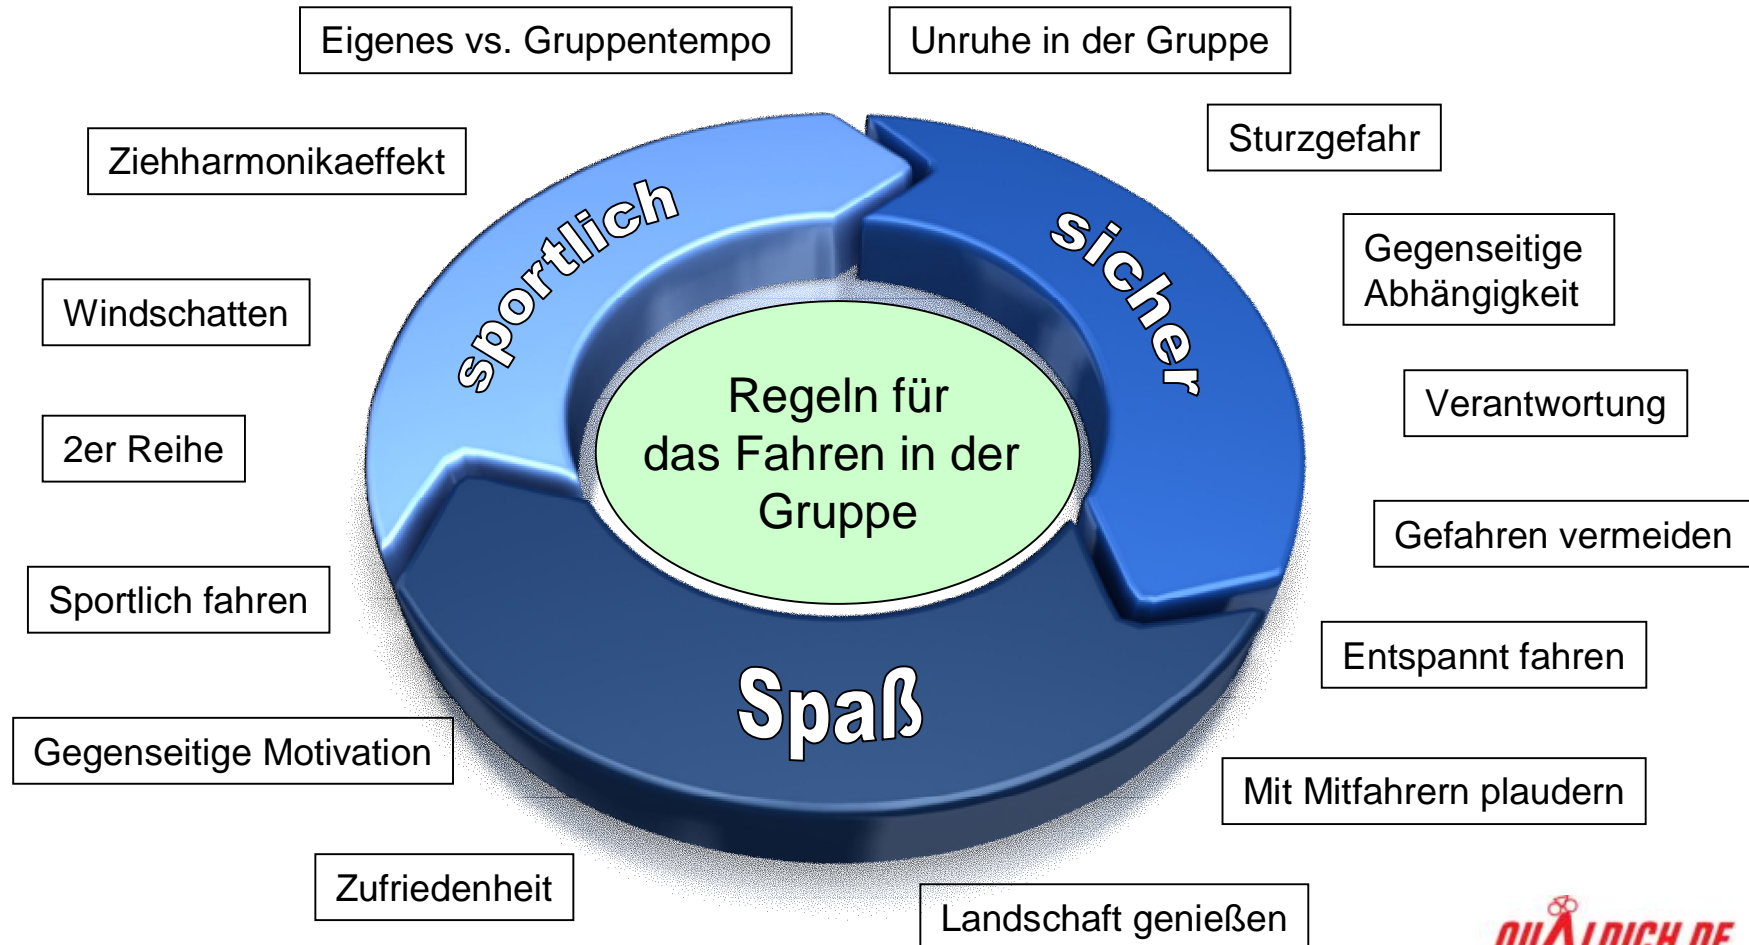 Eigenes vs. Gruppentempo
Unruhe in der Gruppe
Ziehharmonikaeffekt
Sturzgefahr
sportlich
sicher
Gegenseitige
Abhängigkeit
Windschatten
Regeln für
das Fahren in der
Gruppe
Verantwortung
2er Reihe
Gefahren vermeiden
Sportlich fahren
Entspannt fahren
Spaß
Gegenseitige Motivation
Mit Mitfahrern plaudern
Zufriedenheit
Landschaft genießen
QUÄLDICH.DE